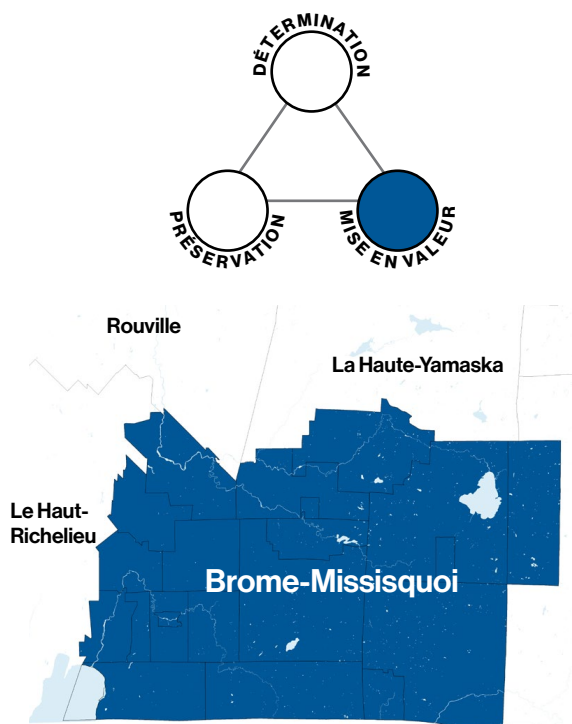 DÉTERMINATION
PRÉSERVATION
MISE EN VALEUR
Rouville
La Haute-Yamaska
Le Haut-
Richelieu
Brome-Missisquoi